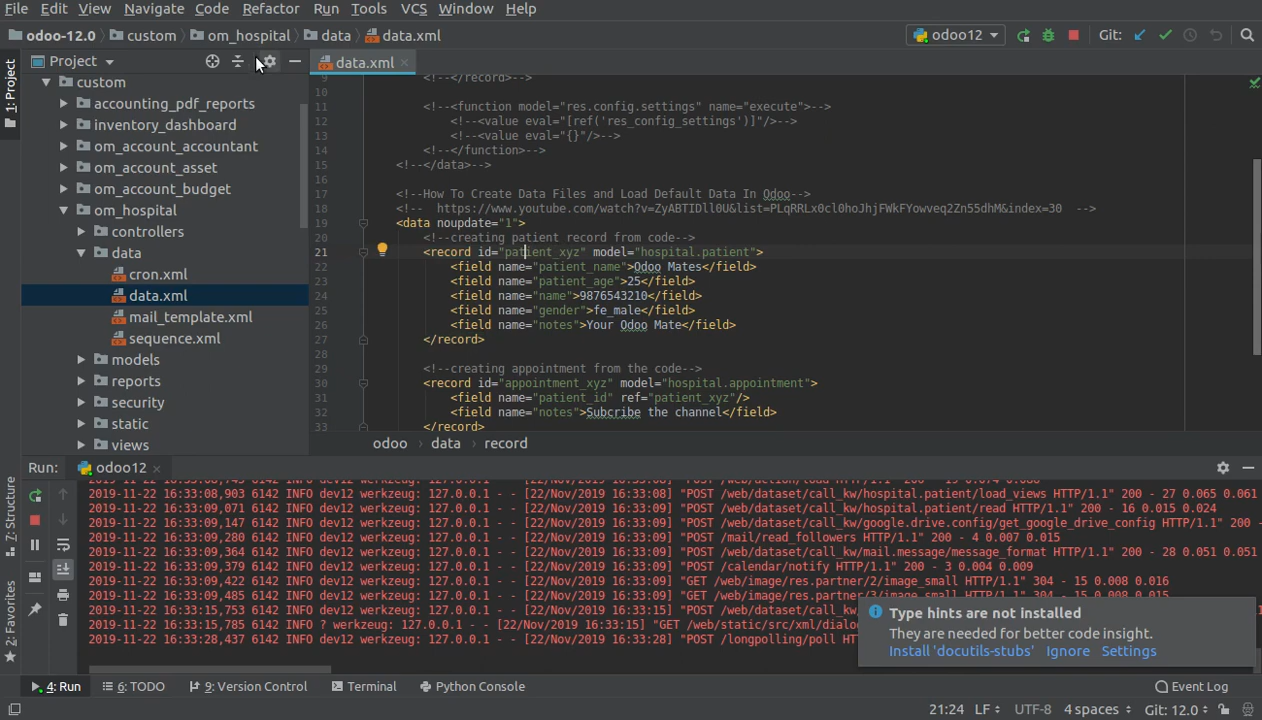 File Edit View Navigate Code Refactor Run Tools VCS Window Help
odoo-12.0 custom om_hospital data data.xml odoo12 Git:
Project data.xml
1: Project
custom
accounting_pdf_reports
inventory_dashboard
om_account_accountant
om_account_asset
om_account_budget
om_hospital
controllers
data
cron.xml
data.xml
mail_template.xml
sequence.xml
models
reports
security
static
views
9 <!--</record>-->
10
11 <!--<function model="res.config.settings" name="execute">-->
12 <!--<value eval="[ref('res_config_settings')]"/>-->
13 <!--<value eval="{}"/>-->
14 <!--</function>-->
15 <!--</data>-->
16
17 <!--How To Create Data Files and Load Default Data In Odoo-->
18 <!-- https://www.youtube.com/watch?v=ZyABTIDll0U&list=PLqRRLx0cl0hoJhjFWkFYowveq2Zn55dhM&index=30 -->
19 <data noupdate="1">
20 <!--creating patient record from code-->
21 <record id="patient_xyz" model="hospital.patient">
22 <field name="patient_name">Odoo Mates</field>
23 <field name="patient_age">25</field>
24 <field name="name">9876543210</field>
25 <field name="gender">fe_male</field>
26 <field name="notes">Your Odoo Mate</field>
27 </record>
28
29 <!--creating appointment from the code-->
30 <record id="appointment_xyz" model="hospital.appointment">
31 <field name="patient_id" ref="patient_xyz"/>
32 <field name="notes">Subcribe the channel</field>
33 </record>
odoo data record
Run: odoo12
2019-11-22 16:33:08,903 6142 INFO dev12 werkzeug: 127.0.0.1 - - [22/Nov/2019 16:33:08] "POST /web/dataset/call_kw/hospital.patient/load_views HTTP/1.1" 200 - 27 0.065 0.061
2019-11-22 16:33:09,071 6142 INFO dev12 werkzeug: 127.0.0.1 - - [22/Nov/2019 16:33:09] "POST /web/dataset/call_kw/hospital.patient/read HTTP/1.1" 200 - 16 0.015 0.024
2019-11-22 16:33:09,147 6142 INFO dev12 werkzeug: 127.0.0.1 - - [22/Nov/2019 16:33:09] "POST /web/dataset/call_kw/google.drive.config/get_google_drive_config HTTP/1.1" 200 -
2019-11-22 16:33:09,280 6142 INFO dev12 werkzeug: 127.0.0.1 - - [22/Nov/2019 16:33:09] "POST /mail/read_followers HTTP/1.1" 200 - 4 0.007 0.015
2019-11-22 16:33:09,364 6142 INFO dev12 werkzeug: 127.0.0.1 - - [22/Nov/2019 16:33:09] "POST /web/dataset/call_kw/mail.message/message_format HTTP/1.1" 200 - 28 0.051 0.051
2019-11-22 16:33:09,379 6142 INFO dev12 werkzeug: 127.0.0.1 - - [22/Nov/2019 16:33:09] "POST /calendar/notify HTTP/1.1" 200 - 3 0.004 0.009
2019-11-22 16:33:09,422 6142 INFO dev12 werkzeug: 127.0.0.1 - - [22/Nov/2019 16:33:09] "GET /web/image/res.partner/2/image_small HTTP/1.1" 304 - 15 0.008 0.016
2019-11-22 16:33:09,485 6142 INFO dev12 werkzeug: 127.0.0.1 - - [22/Nov/2019 16:33:09] "GET /web/image/res.partner/3/image_small HTTP/1.1" 304 - 15 0.008 0.015
2019-11-22 16:33:15,753 6142 INFO dev12 werkzeug: 127.0.0.1 - - [22/Nov/2019 16:33:15] "POST /web/dataset/call_kw
2019-11-22 16:33:15,785 6142 INFO ? werkzeug: 127.0.0.1 - - [22/Nov/2019 16:33:15] "GET /web/static/src/xml/dialo
2019-11-22 16:33:28,437 6142 INFO dev12 werkzeug: 127.0.0.1 - - [22/Nov/2019 16:33:28] "POST /longpolling/poll HT
Type hints are not installed
They are needed for better code insight.
Install 'docutils-stubs' Ignore Settings
7: Structure
2: Favorites
4: Run 6: TODO 9: Version Control Terminal Python Console Event Log
21:24 LF UTF-8 4 spaces Git: 12.0